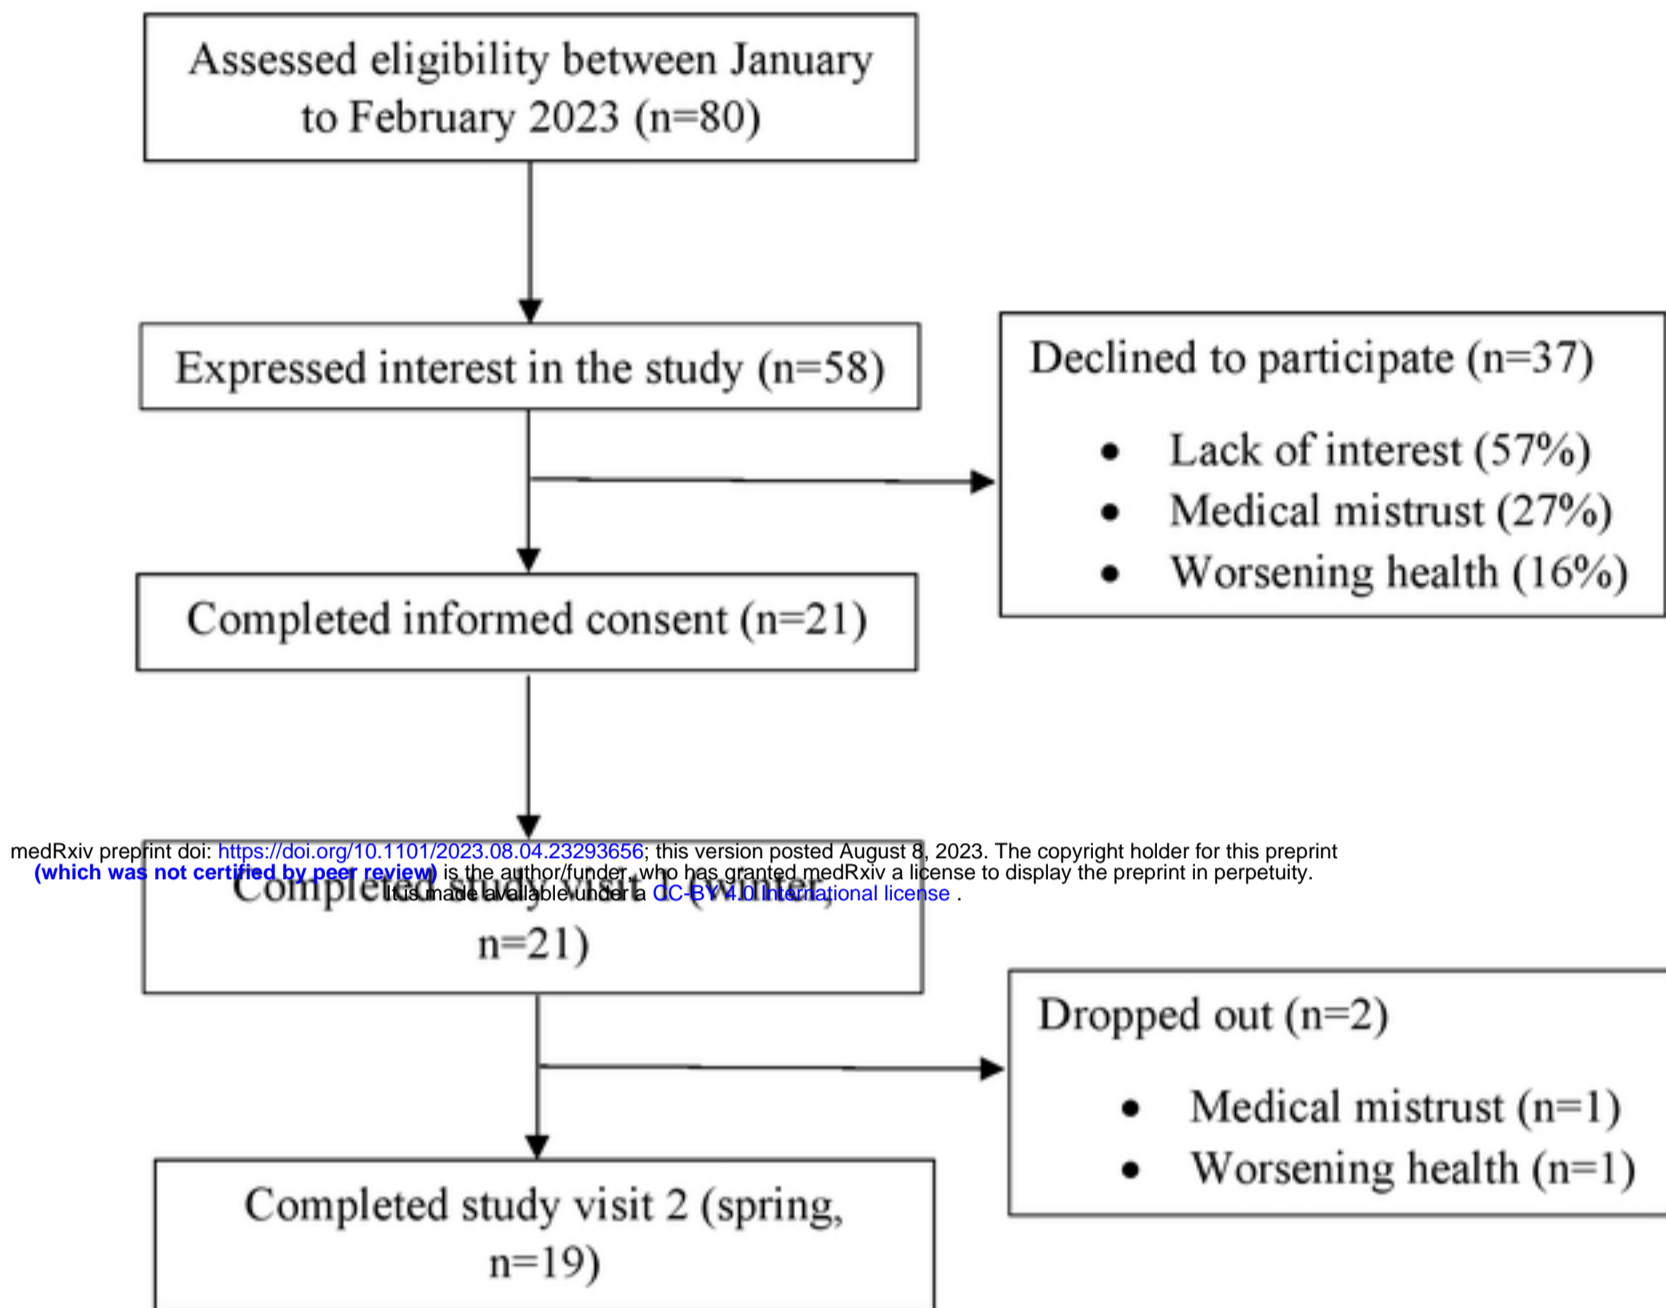 Assessed eligibility between January
to February 2023 (n=80)
Expressed interest in the study (n=58)
Declined to participate (n=37)
• Lack of interest (57%)
• Medical mistrust (27%)
• Worsening health (16%)
Completed informed consent (n=21)
medRxiv preprint doi: https://doi.org/10.1101/2023.08.04.23293656; this version posted August 8, 2023. The copyright holder for this preprint
(which was not certified by peer review) is the author/funder, who has granted medRxiv a license to display the preprint in perpetuity.
It is made available under a CC-BY 4.0 International license .
Completed study visit 1 (winter,
n=21)
Dropped out (n=2)
• Medical mistrust (n=1)
• Worsening health (n=1)
Completed study visit 2 (spring,
n=19)